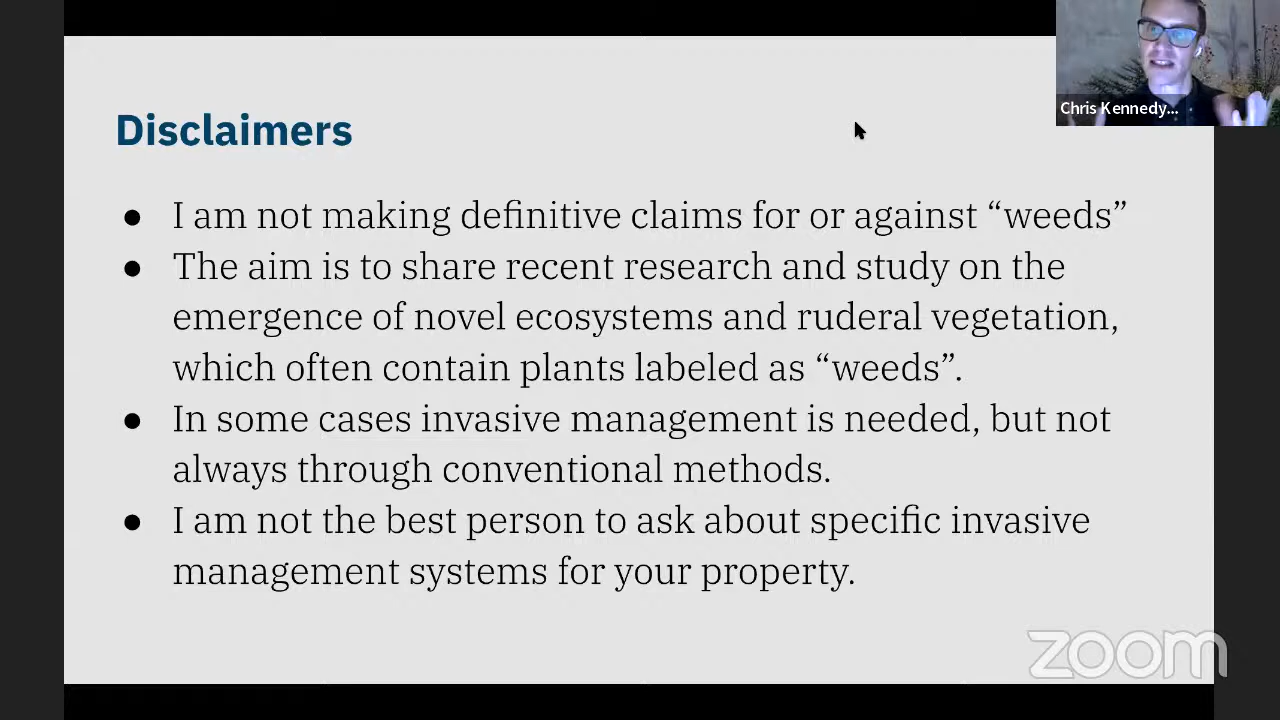 Chris Kennedy...
Disclaimers
● I am not making definitive claims for or against “weeds”
● The aim is to share recent research and study on the
emergence of novel ecosystems and ruderal vegetation,
which often contain plants labeled as “weeds”.
● In some cases invasive management is needed, but not
always through conventional methods.
● I am not the best person to ask about specific invasive
management systems for your property.
zoom